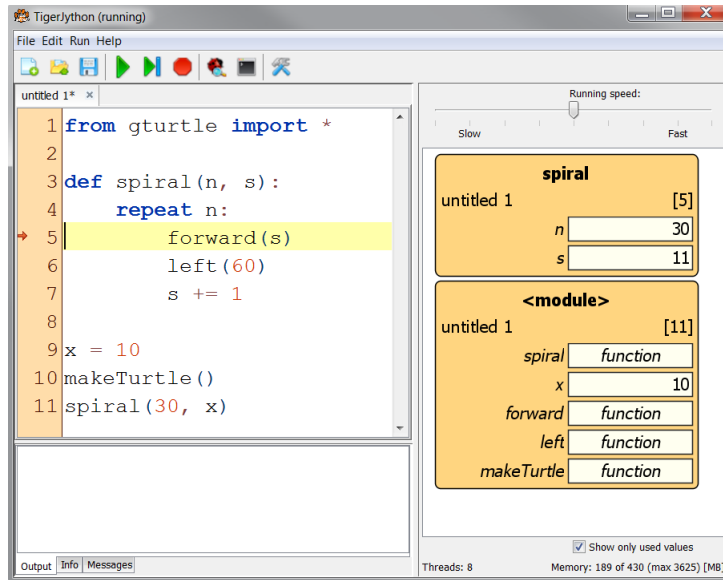 TigerJython (running)
File Edit Run Help
untitled 1* ×
1 from gturtle import *
2
3 def spiral(n, s):
4     repeat n:
5         forward(s)
6         left(60)
7         s += 1
8
9 x = 10
10 makeTurtle()
11 spiral(30, x)
Output Info Messages
Running speed:
Slow Fast
spiral
untitled 1 [5]
n 30
s 11
<module>
untitled 1 [11]
spiral function
x 10
forward function
left function
makeTurtle function
Show only used values
Threads: 8 Memory: 189 of 430 (max 3625) [MB]